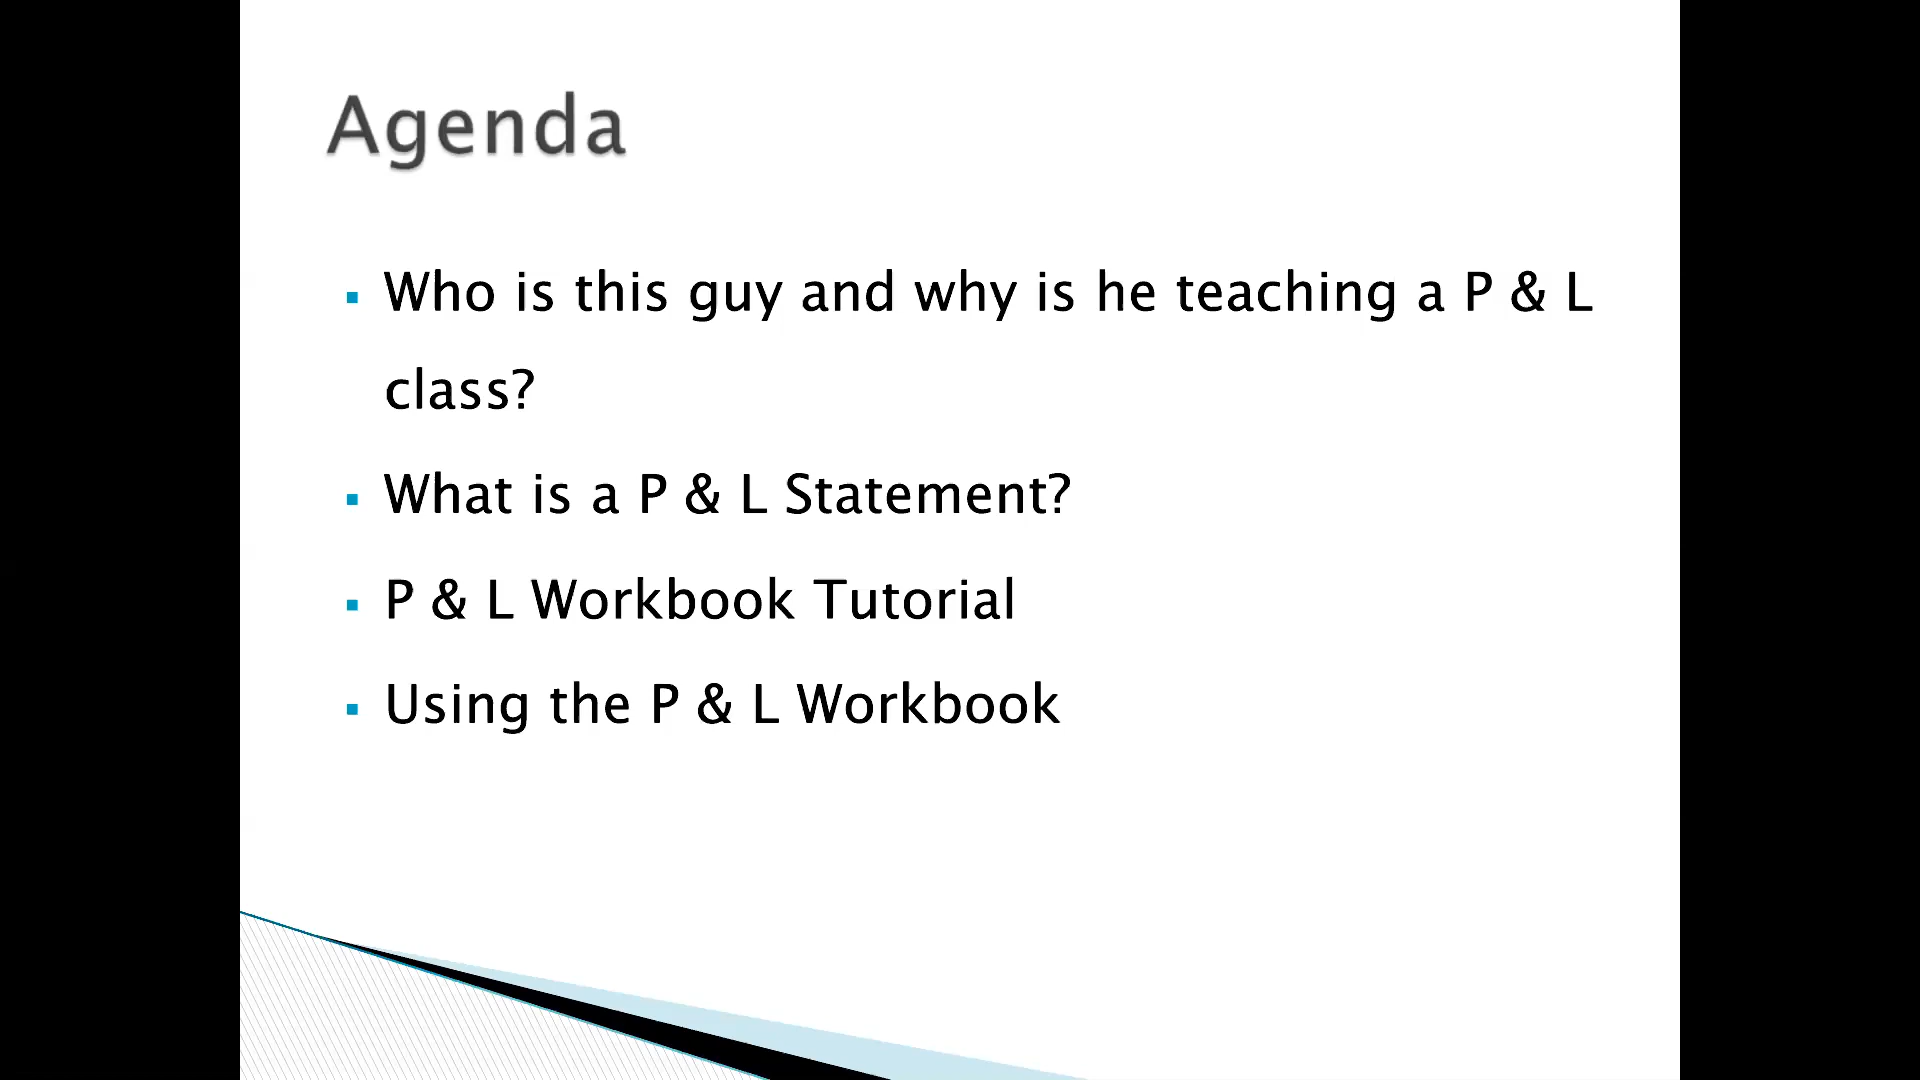 Agenda
▪ Who is this guy and why is he teaching a P & L
class?
▪ What is a P & L Statement?
▪ P & L Workbook Tutorial
▪ Using the P & L Workbook